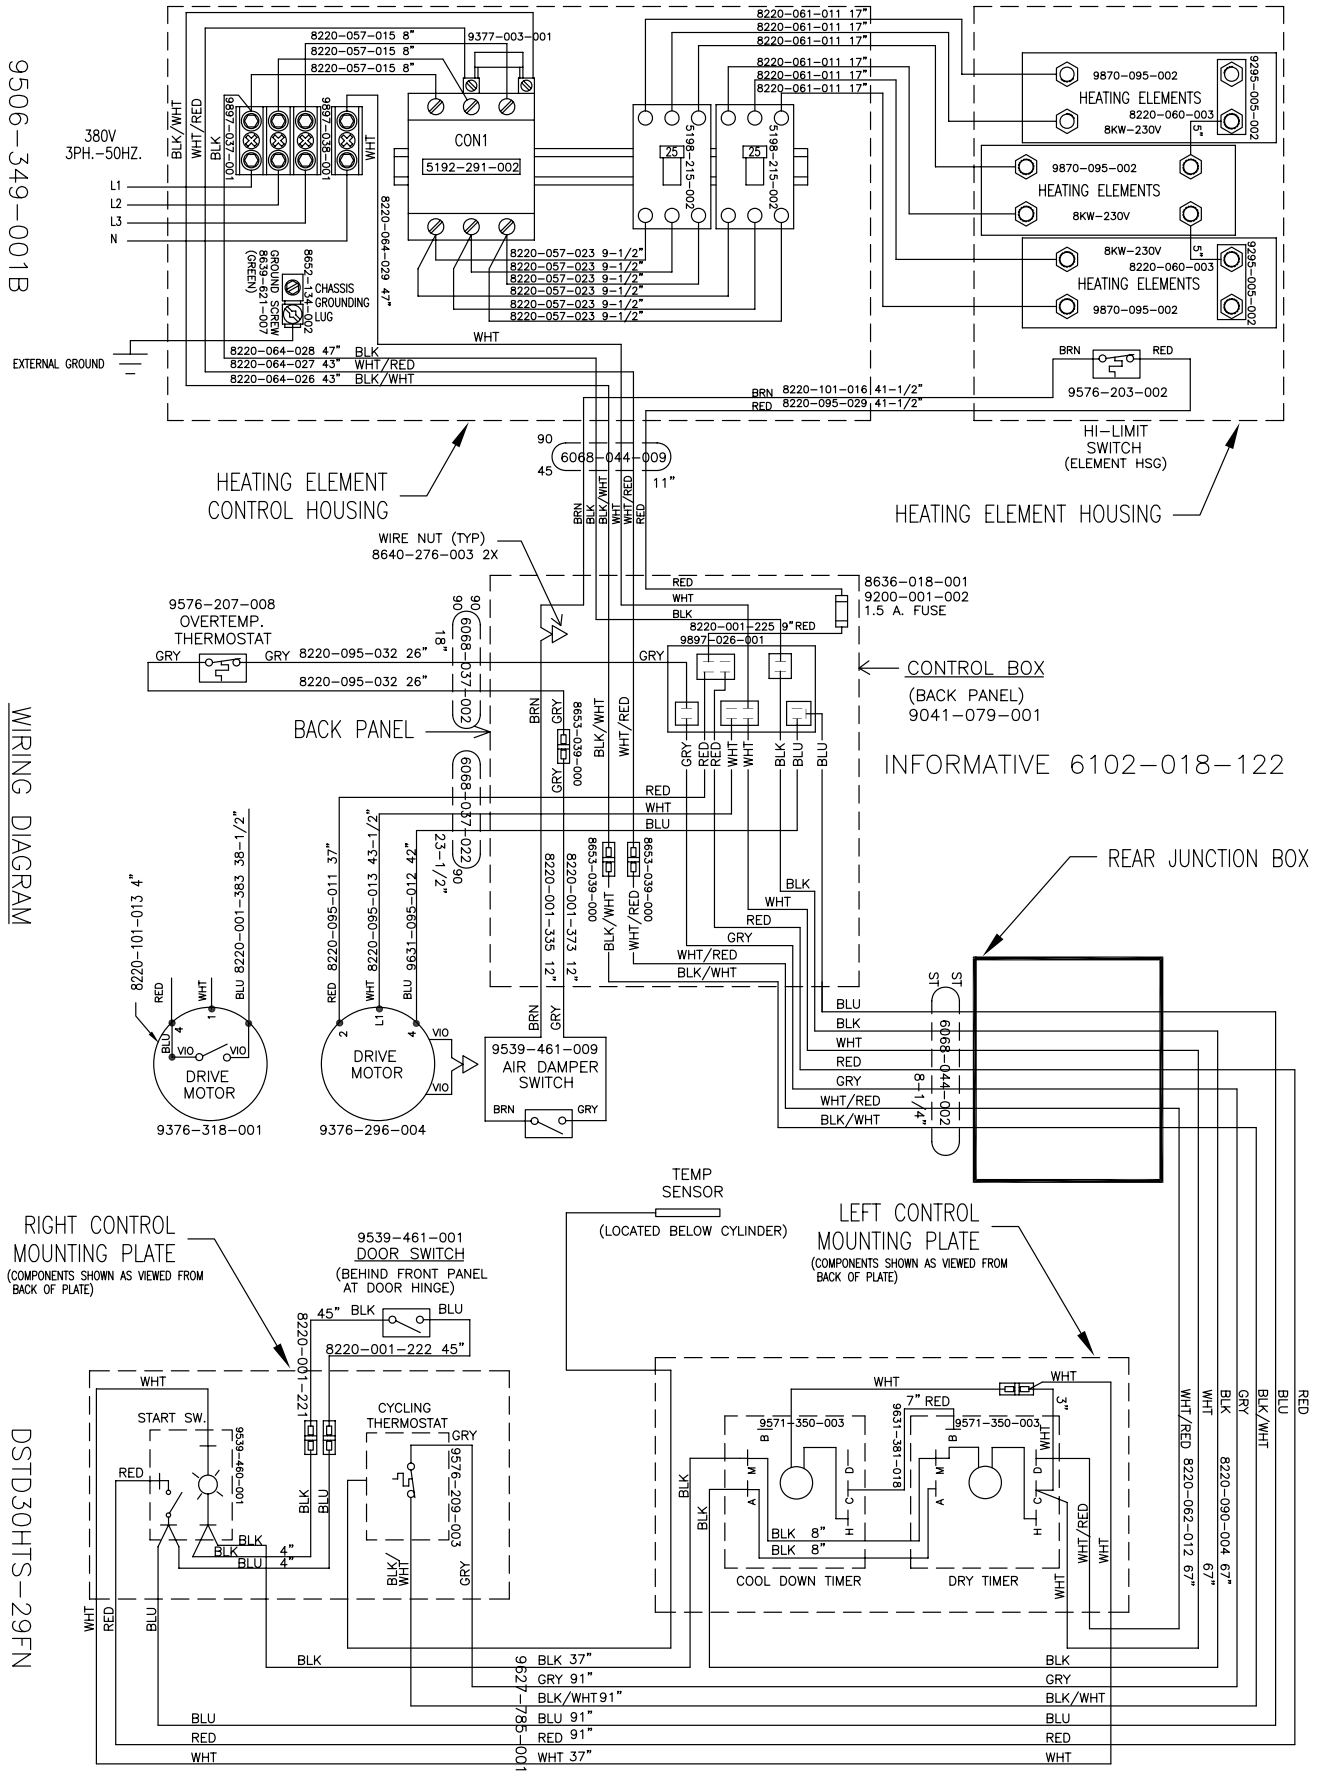 9506-349-001B
WIRING DIAGRAM
DSTD30HTS-29FN
380V
3PH.-50HZ.
L1
L2
L3
N
BLK/WHT
WHT/RED
BLK
9897-037-001
9897-038-001
WHT
8220-057-015 8"
8220-057-015 8"
8220-057-015 8"
9377-003-001
CON1
5192-291-002
25
5198-215-002
25
5198-215-002
8220-061-011 17"
8220-061-011 17"
8220-061-011 17"
8220-061-011 17"
8220-061-011 17"
8220-061-011 17"
9870-095-002
HEATING ELEMENTS
8220-060-003
8KW-230V
5"
9295-005-002
9870-095-002
HEATING ELEMENTS
8KW-230V
5"
8KW-230V
8220-060-003
HEATING ELEMENTS
9870-095-002
9295-005-002
8220-064-029 47"
8220-057-023 9-1/2"
8220-057-023 9-1/2"
8220-057-023 9-1/2"
8220-057-023 9-1/2"
8220-057-023 9-1/2"
8220-057-023 9-1/2"
8652-134-002
GROUND SCREW
8639-621-007
(GREEN)
CHASSIS
GROUNDING
LUG
EXTERNAL GROUND
WHT
8220-064-028 47" BLK
8220-064-027 43" WHT/RED
8220-064-026 43" BLK/WHT
BRN
RED
9576-203-002
BRN 8220-101-016 41-1/2"
RED 8220-095-029 41-1/2"
HI-LIMIT
SWITCH
(ELEMENT HSG)
90
45
6068-044-009
11"
HEATING ELEMENT
CONTROL HOUSING
HEATING ELEMENT HOUSING
BRN
BLK
BLK/WHT
WHT
WHT/RED
RED
WIRE NUT (TYP)
8640-276-003 2X
RED
WHT
BLK
8636-018-001
9200-001-002
1.5 A. FUSE
8220-001-225 9" RED
9897-026-001
9576-207-008
OVERTEMP.
THERMOSTAT
GRY
GRY
8220-095-032 26"
8220-095-032 26"
90
90
6068-037-002
18"
GRY
CONTROL BOX
(BACK PANEL)
9041-079-001
BACK PANEL
BRN
GRY
GRY
8653-039-000
BLK/WHT
WHT/RED
GRY
RED
RED
WHT
WHT
BLK
BLU
BLU
INFORMATIVE 6102-018-122
6068-037-022
23-1/2"
90
RED
WHT
BLU
8653-039-000
8653-039-000
REAR JUNCTION BOX
8220-101-013 4"
BLU 8220-001-383 38-1/2"
RED 8220-095-011 37"
WHT 8220-095-013 43-1/2"
BLU 9631-095-012 42"
8220-001-335 12"
8220-001-373 12"
BLK/WHT
WHT/RED
BLK
WHT
RED
GRY
WHT/RED
BLK/WHT
RED
WHT
4
1
BLU
VIO
VIO
DRIVE
MOTOR
9376-318-001
2
L1
4
VIO
VIO
DRIVE
MOTOR
9376-296-004
BRN
GRY
9539-461-009
AIR DAMPER
SWITCH
BRN
GRY
BLU
BLK
WHT
RED
GRY
WHT/RED
BLK/WHT
ST
ST
6068-044-002
8-1/4"
TEMP
SENSOR
(LOCATED BELOW CYLINDER)
RIGHT CONTROL
MOUNTING PLATE
(COMPONENTS SHOWN AS VIEWED FROM
BACK OF PLATE)
9539-461-001
DOOR SWITCH
(BEHIND FRONT PANEL
AT DOOR HINGE)
45"
BLK
BLU
8220-001-221
8220-001-222 45"
LEFT CONTROL
MOUNTING PLATE
(COMPONENTS SHOWN AS VIEWED FROM
BACK OF PLATE)
WHT
START SW.
9539-460-001
RED
BLK
BLU
BLK
BLK 4"
BLU 4"
CYCLING
THERMOSTAT
GRY
9576-209-003
BLK/
WHT
GRY
WHT
RED
BLU
WHT
WHT
3"
7" RED
9571-350-003
9631-381-018
9571-350-003
B
M
A
D
C
H
B
M
A
D
C
H
WHT
BLK
BLK
BLK 8"
BLK 8"
COOL DOWN TIMER
DRY TIMER
WHT/RED
WHT
WHT
WHT/RED 8220-062-012 67"
WHT 67"
BLK 8220-090-004 67"
GRY
BLK/WHT
BLU
RED
BLK
BLK 37"
BLK
GRY 91"
GRY
BLK/WHT 91"
BLK/WHT
BLU
BLU 91"
BLU
RED
RED 91"
RED
WHT
WHT 37"
WHT
9627-785-001